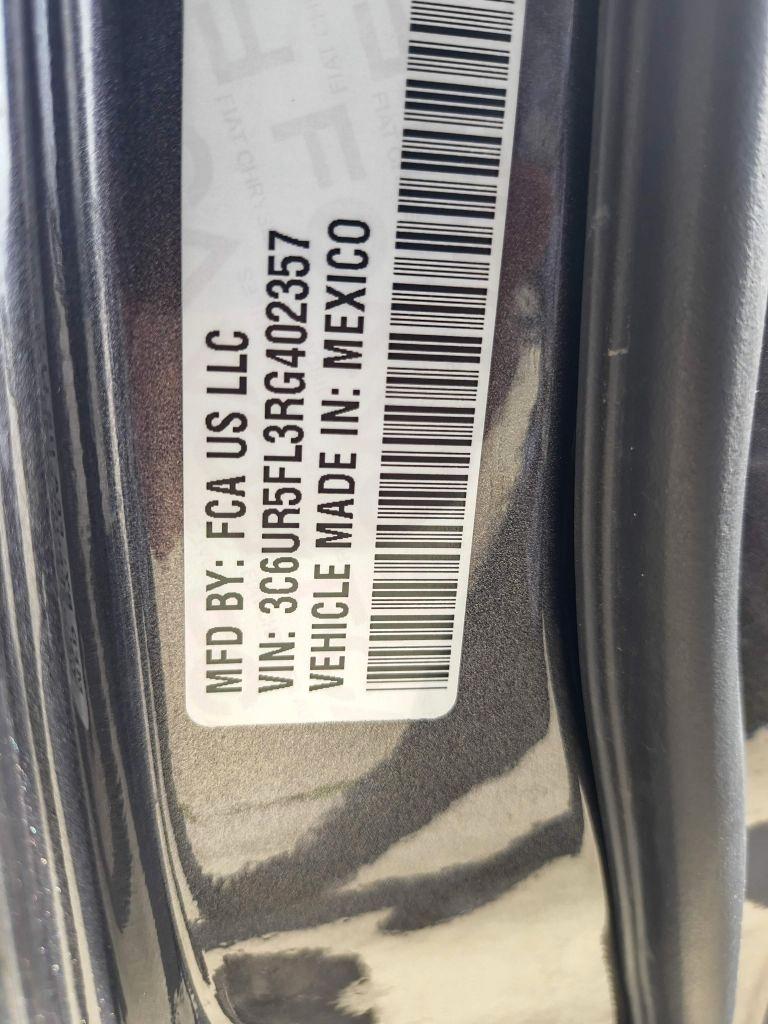 MFD BY: FCA US LLC
VIN: 3C6UR5FL3RG402357
VEHICLE MADE IN: MEXICO